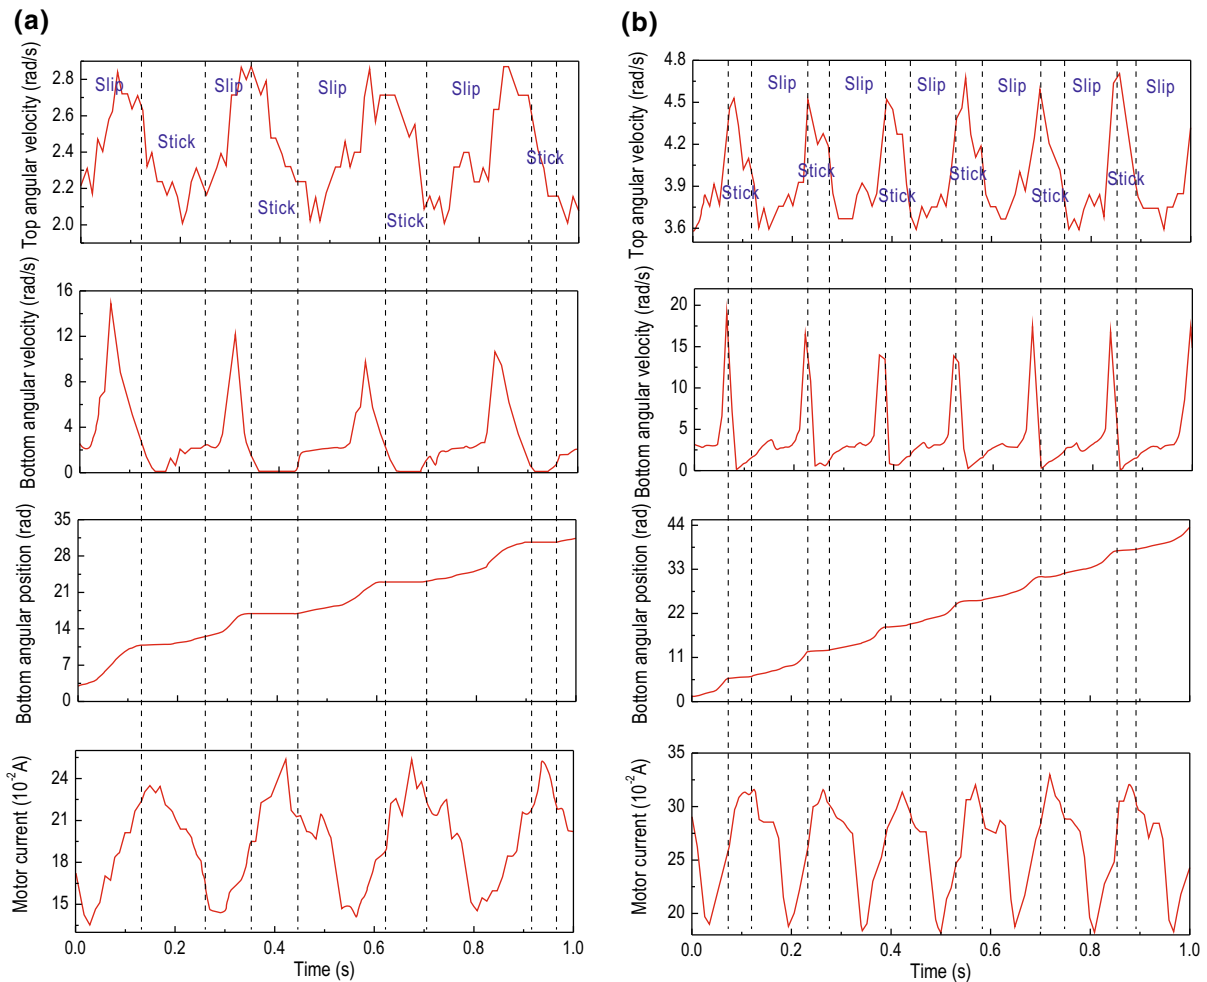 (a)
Top angular velocity (rad/s)
2.8
2.6
2.4
2.2
2.0
Slip
Stick
Slip
Stick
Slip
Stick
Slip
Stick
Bottom angular velocity (rad/s)
16
12
8
4
0
Bottom angular position (rad)
35
28
21
14
7
0
Motor current (10⁻²A)
24
21
18
15
0.0 0.2 0.4 0.6 0.8 1.0
Time (s)
(b)
Top angular velocity (rad/s)
4.8
4.5
4.2
3.9
3.6
Slip Slip Slip Slip Slip Slip
Stick Stick Stick Stick Stick Stick
Bottom angular velocity (rad/s)
20
15
10
5
0
Bottom angular position (rad)
44
33
22
11
0
Motor current (10⁻²A)
35
30
25
20
0.0 0.2 0.4 0.6 0.8 1.0
Time (s)